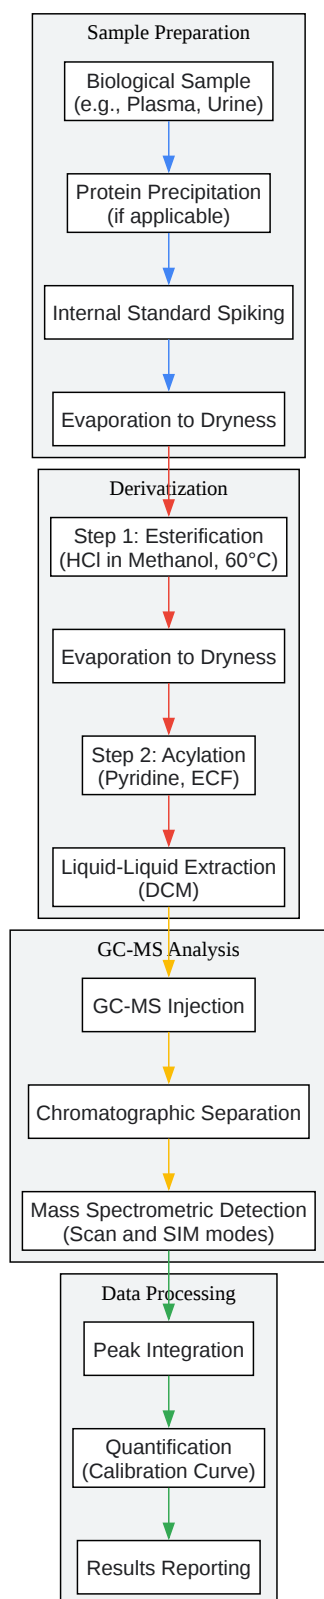 Sample Preparation
Biological Sample
(e.g., Plasma, Urine)
Protein Precipitation
(if applicable)
Internal Standard Spiking
Evaporation to Dryness
Derivatization
Step 1: Esterification
(HCl in Methanol, 60°C)
Evaporation to Dryness
Step 2: Acylation
(Pyridine, ECF)
Liquid-Liquid Extraction
(DCM)
GC-MS Analysis
GC-MS Injection
Chromatographic Separation
Mass Spectrometric Detection
(Scan and SIM modes)
Data Processing
Peak Integration
Quantification
(Calibration Curve)
Results Reporting